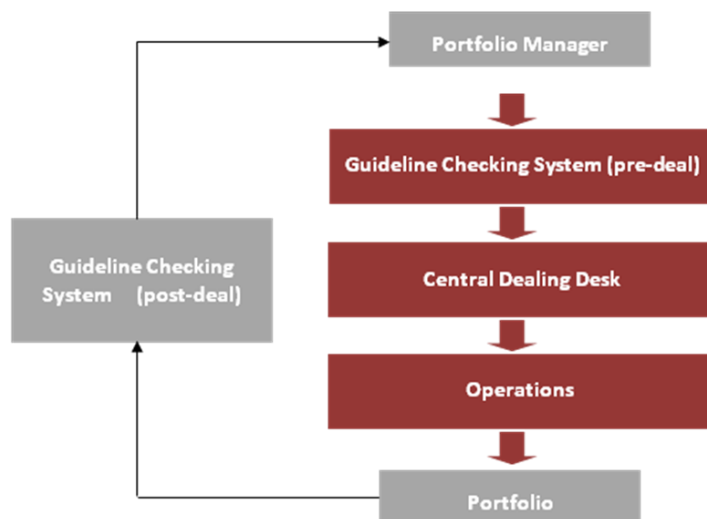 Portfolio Manager
Guideline Checking System (pre-deal)
Central Dealing Desk
Operations
Portfolio
Guideline Checking
System (post-deal)